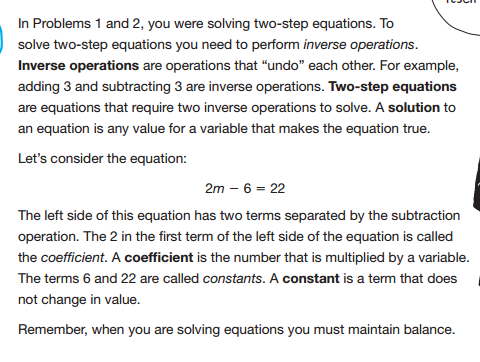 In Problems 1 and 2, you were solving two-step equations. To
solve two-step equations you need to perform inverse operations.
Inverse operations are operations that “undo” each other. For example,
adding 3 and subtracting 3 are inverse operations. Two-step equations
are equations that require two inverse operations to solve. A solution to
an equation is any value for a variable that makes the equation true.
Let’s consider the equation:
2m − 6 = 22
The left side of this equation has two terms separated by the subtraction
operation. The 2 in the first term of the left side of the equation is called
the coefficient. A coefficient is the number that is multiplied by a variable.
The terms 6 and 22 are called constants. A constant is a term that does
not change in value.
Remember, when you are solving equations you must maintain balance.